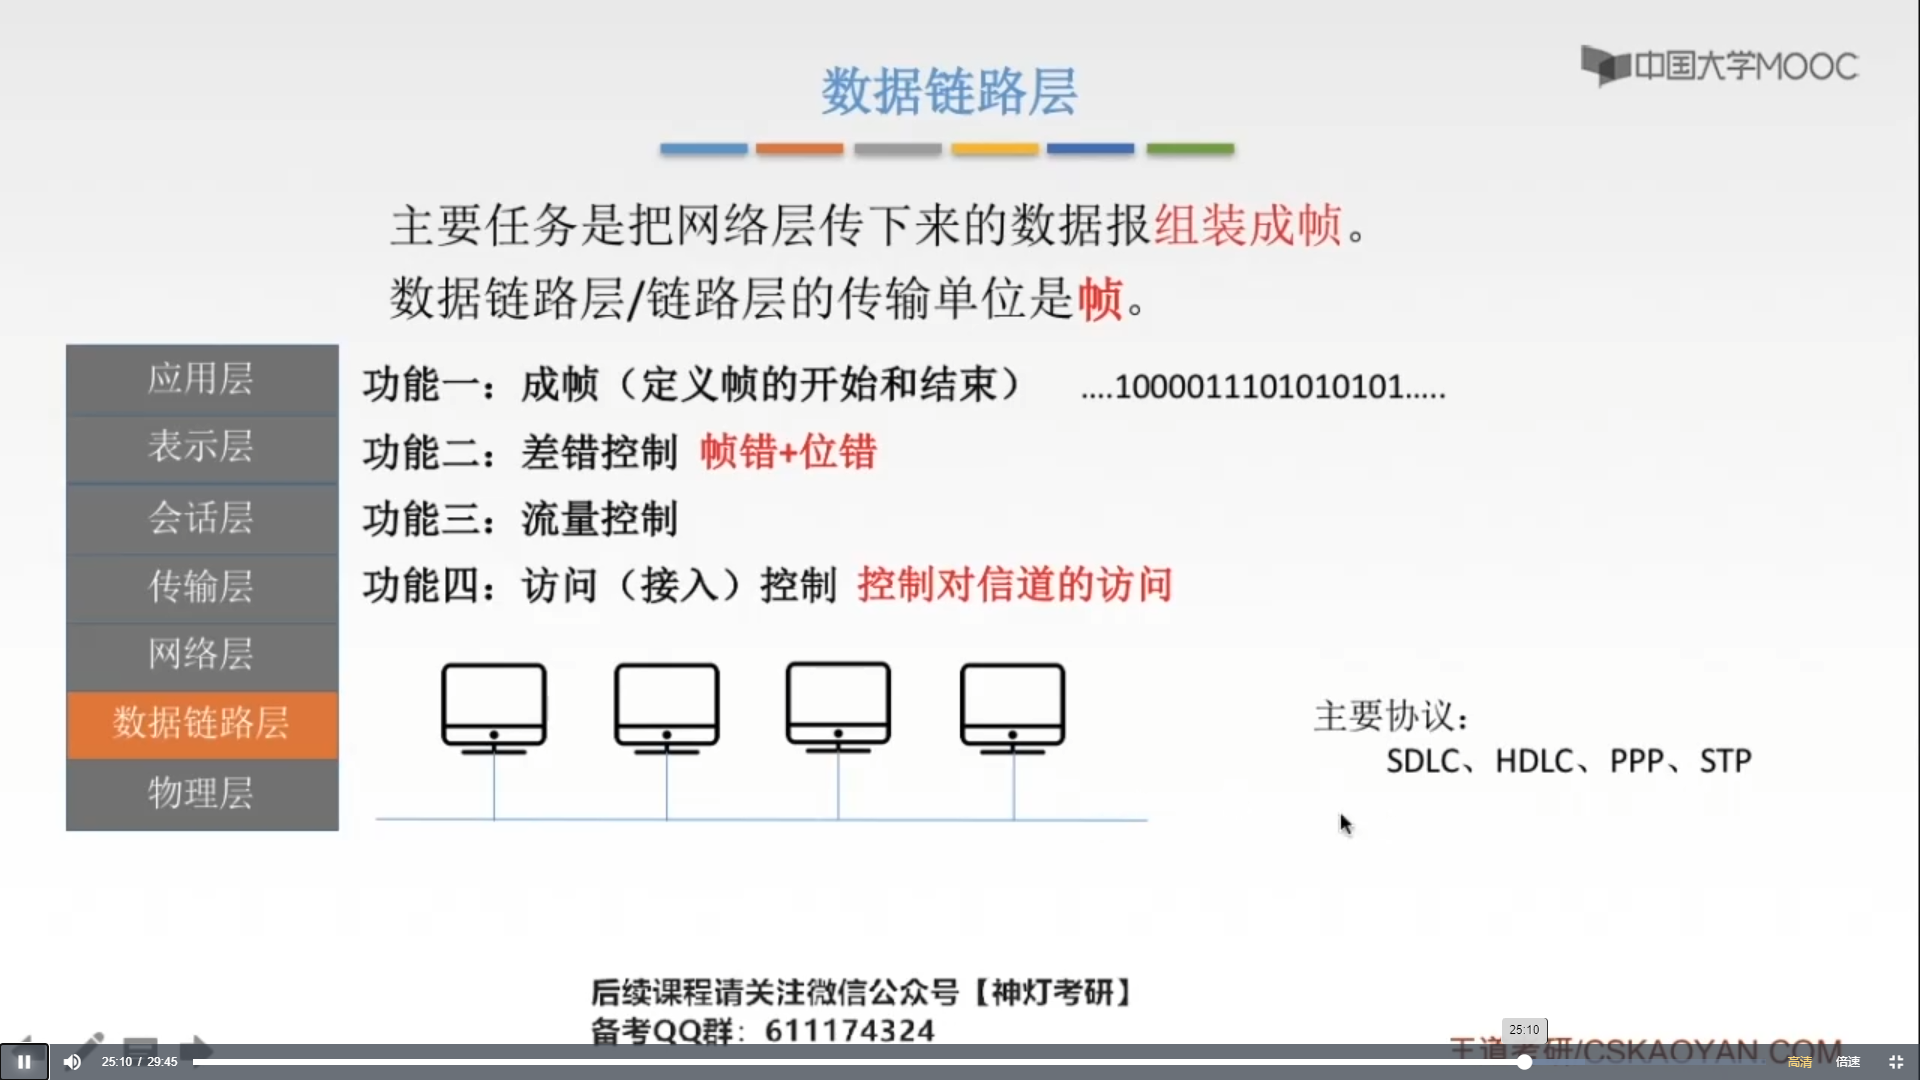 中国大学MOOC
数据链路层
主要任务是把网络层传下来的数据报组装成帧。
数据链路层/链路层的传输单位是帧。
应用层
表示层
会话层
传输层
网络层
数据链路层
物理层
功能一：成帧（定义帧的开始和结束） ....1000011101010101.....
功能二：差错控制 帧错+位错
功能三：流量控制
功能四：访问（接入）控制 控制对信道的访问
主要协议：
SDLC、HDLC、PPP、STP
后续课程请关注微信公众号【神灯考研】
备考QQ群：611174324
王道考研/CSKAOYAN.COM
25:10
25:10 / 29:45
高清
倍速